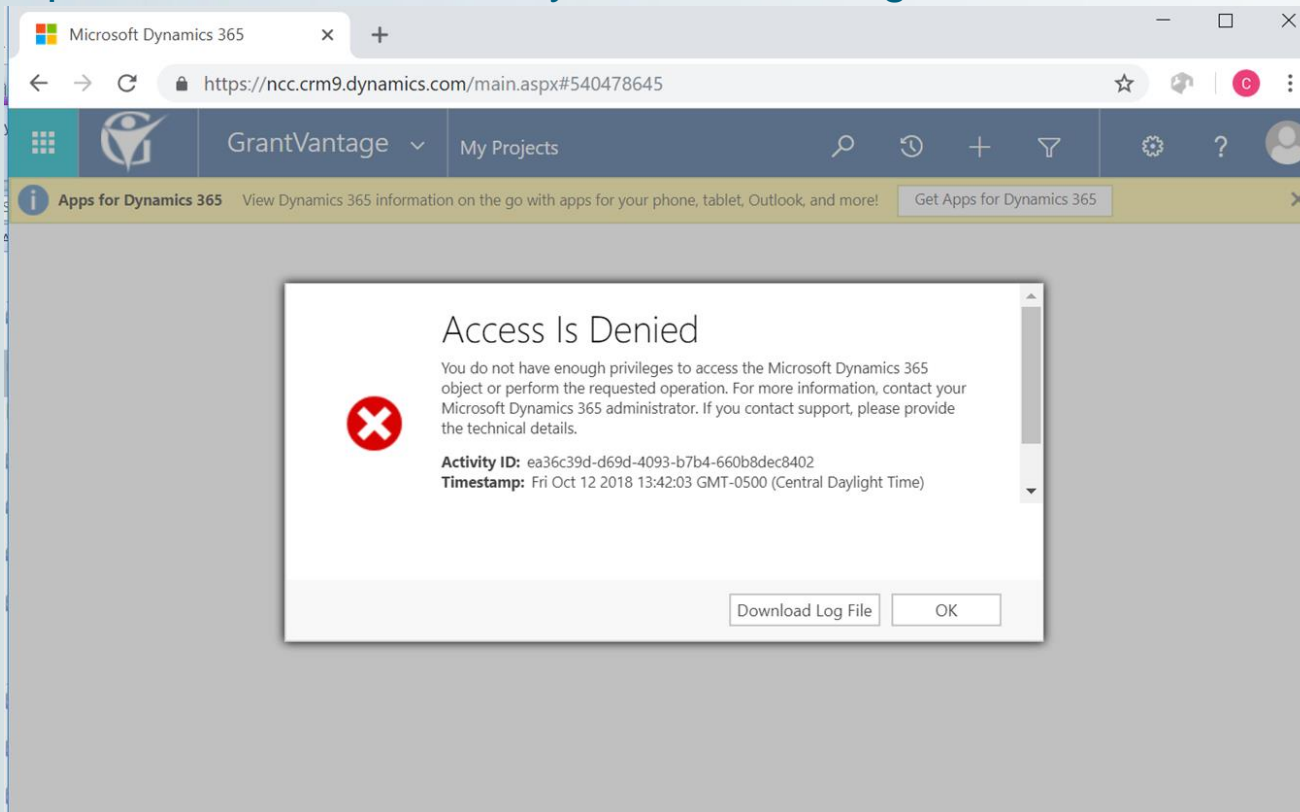 Microsoft Dynamics 365
https://ncc.crm9.dynamics.com/main.aspx#540478645
C
GrantVantage
My Projects
Apps for Dynamics 365 View Dynamics 365 information on the go with apps for your phone, tablet, Outlook, and more! Get Apps for Dynamics 365
Access Is Denied
You do not have enough privileges to access the Microsoft Dynamics 365
object or perform the requested operation. For more information, contact your
Microsoft Dynamics 365 administrator. If you contact support, please provide
the technical details.
Activity ID: ea36c39d-d69d-4093-b7b4-660b8dec8402
Timestamp: Fri Oct 12 2018 13:42:03 GMT-0500 (Central Daylight Time)
Download Log File OK